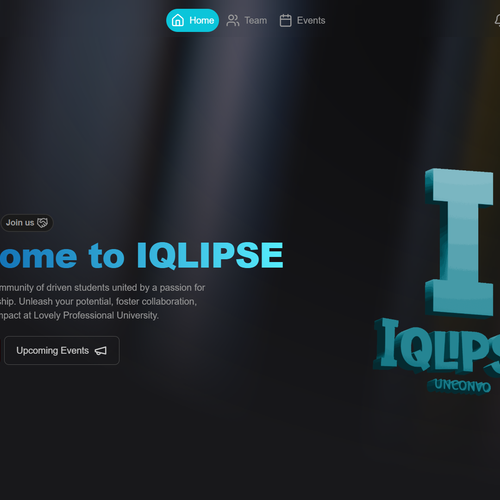 Home Team Events
Join us
ome to IQLIPSE
mmunity of driven students united by a passion for
ship. Unleash your potential, foster collaboration,
mpact at Lovely Professional University.
Upcoming Events
I
IQLIPS